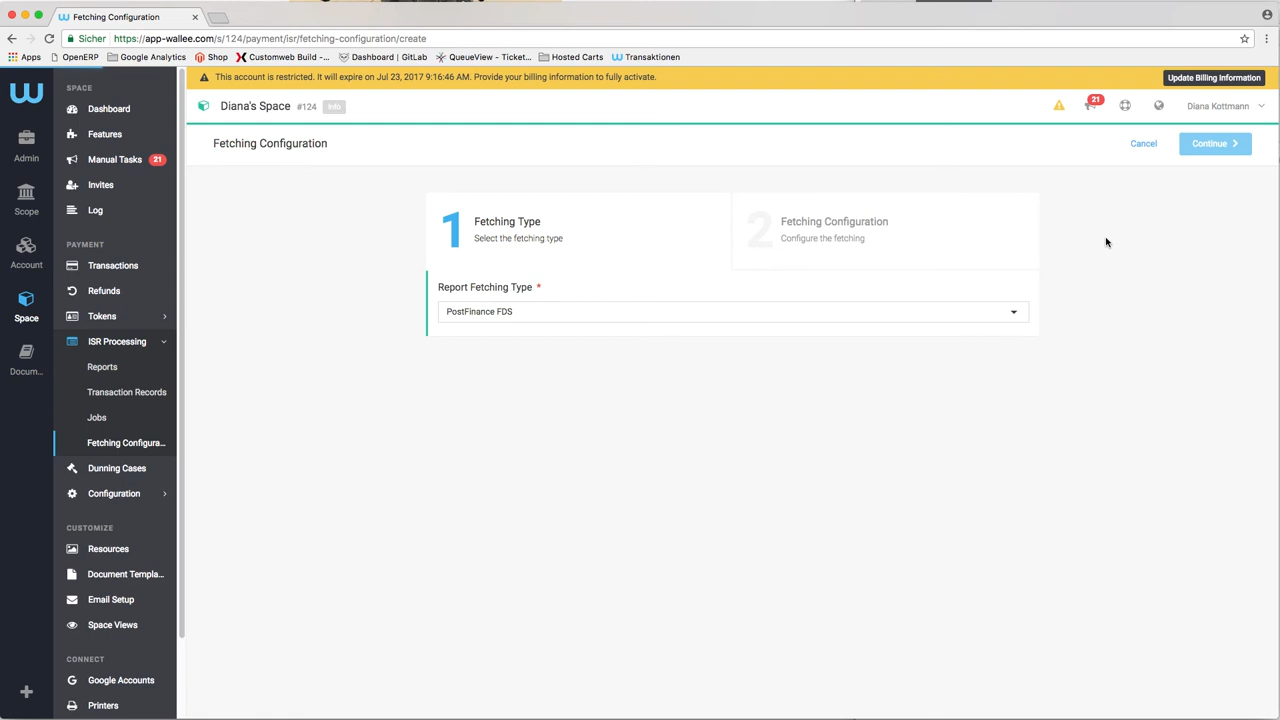 Fetching Configuration
Sicher https://app-wallee.com/s/124/payment/isr/fetching-configuration/create
Apps OpenERP Google Analytics Shop Customweb Build -... Dashboard | GitLab QueueView - Ticket... Hosted Carts Transaktionen
This account is restricted. It will expire on Jul 23, 2017 9:16:46 AM. Provide your billing information to fully activate.
Update Billing Information
Diana's Space #124 Info
21
Diana Kottmann
Fetching Configuration
Cancel
Continue
Admin
Scope
Account
Space
Docum...
SPACE
Dashboard
Features
Manual Tasks 21
Invites
Log
PAYMENT
Transactions
Refunds
Tokens
ISR Processing
Reports
Transaction Records
Jobs
Fetching Configura...
Dunning Cases
Configuration
CUSTOMIZE
Resources
Document Templa...
Email Setup
Space Views
CONNECT
Google Accounts
Printers
1 Fetching Type
Select the fetching type
2 Fetching Configuration
Configure the fetching
Report Fetching Type *
PostFinance FDS